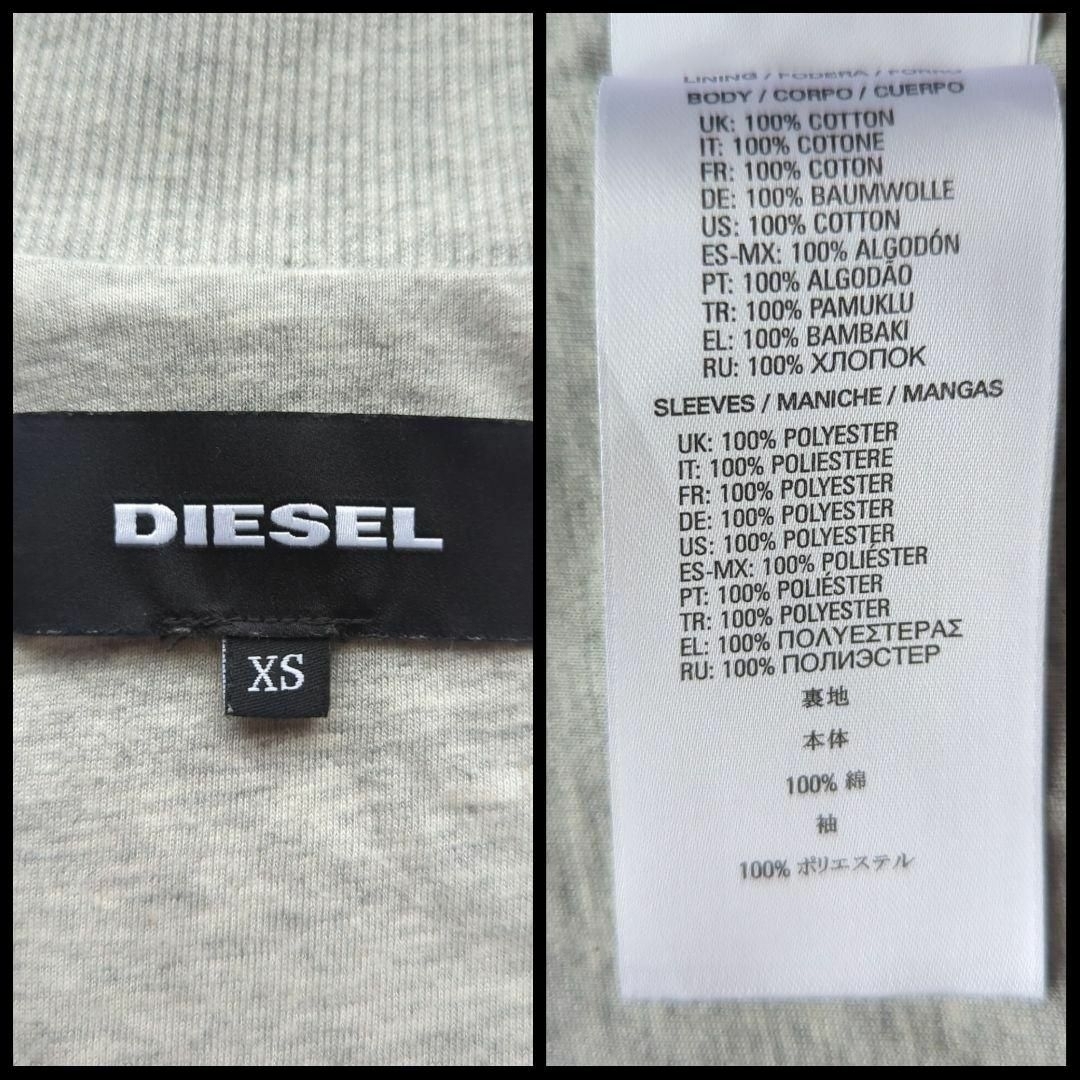 DIESEL
XS
LINING / FODERA / FORRO
BODY / CORPO / CUERPO
UK: 100% COTTON
IT: 100% COTONE
FR: 100% COTON
DE: 100% BAUMWOLLE
US: 100% COTTON
ES-MX: 100% ALGODÓN
PT: 100% ALGODÃO
TR: 100% PAMUKLU
EL: 100% BAMBAKI
RU: 100% ХЛОПОК
SLEEVES / MANICHE / MANGAS
UK: 100% POLYESTER
IT: 100% POLIESTERE
FR: 100% POLYESTER
DE: 100% POLYESTER
US: 100% POLYESTER
ES-MX: 100% POLIÉSTER
PT: 100% POLIÉSTER
TR: 100% POLYESTER
EL: 100% ΠΟΛΥΕΣΤΕΡΑΣ
RU: 100% ПОЛИЭСТЕР
裏地
本体
100% 綿
袖
100% ポリエステル